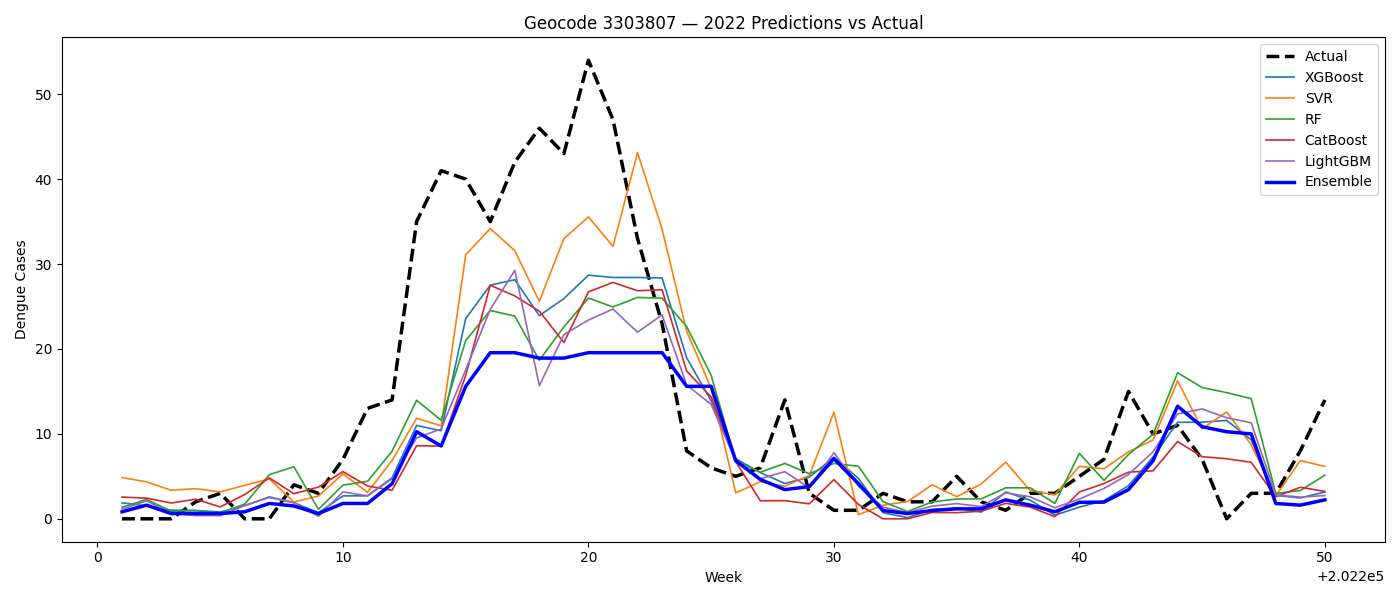 Geocode 3303807 — 2022 Predictions vs Actual
Dengue Cases
50
40
30
20
10
0
Actual
XGBoost
SVR
RF
CatBoost
LightGBM
Ensemble
0 10 20 30 40 50
Week
+2.022e5